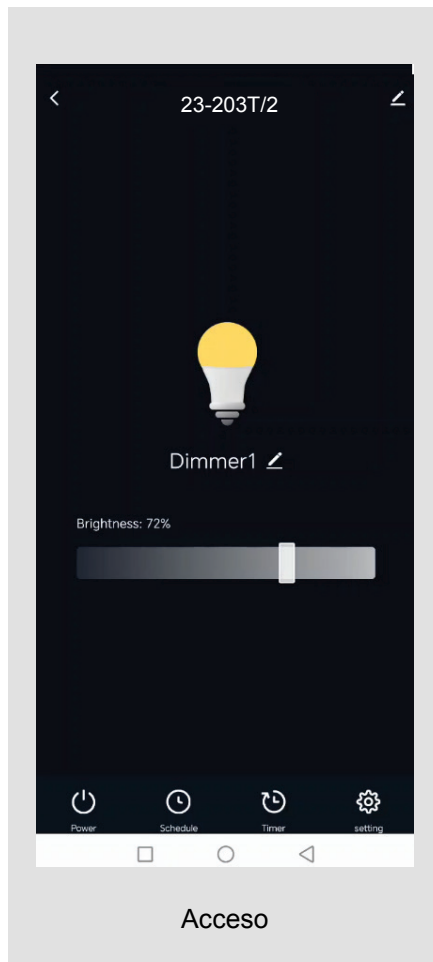 23-203T/2
Dimmer1
Brightness: 72%
Power Schedule Timer setting
Acceso